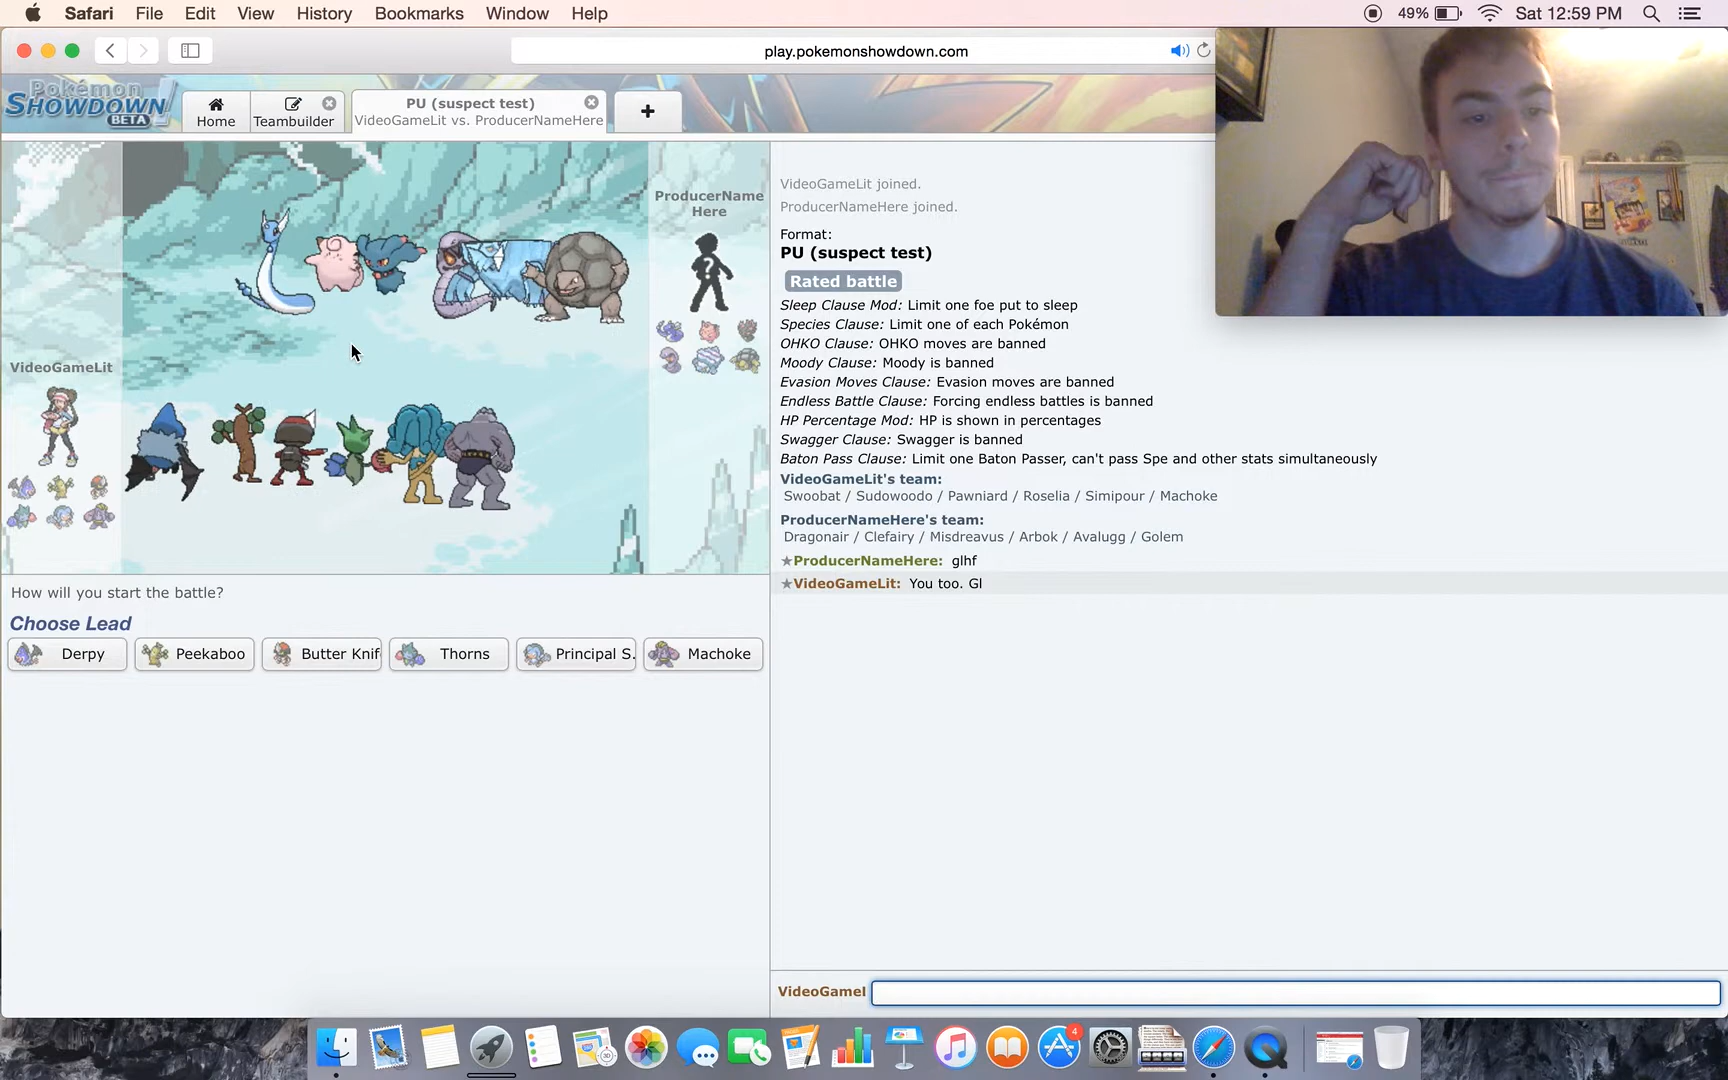 Safari File Edit View History Bookmarks Window Help
49% Sat 12:59 PM
play.pokemonshowdown.com
Pokémon
SHOWDOWN!
BETA
Home
Teambuilder
PU (suspect test)
VideoGameLit vs. ProducerNameHere
ProducerName
Here
VideoGameLit
How will you start the battle?
Choose Lead
Derpy
Peekaboo
Butter Knif
Thorns
Principal S.
Machoke
VideoGameLit joined.
ProducerNameHere joined.
Format:
PU (suspect test)
Rated battle
Sleep Clause Mod: Limit one foe put to sleep
Species Clause: Limit one of each Pokémon
OHKO Clause: OHKO moves are banned
Moody Clause: Moody is banned
Evasion Moves Clause: Evasion moves are banned
Endless Battle Clause: Forcing endless battles is banned
HP Percentage Mod: HP is shown in percentages
Swagger Clause: Swagger is banned
Baton Pass Clause: Limit one Baton Passer, can't pass Spe and other stats simultaneously
VideoGameLit's team:
Swoobat / Sudowoodo / Pawniard / Roselia / Simipour / Machoke
ProducerNameHere's team:
Dragonair / Clefairy / Misdreavus / Arbok / Avalugg / Golem
★ProducerNameHere: glhf
★VideoGameLit: You too. Gl
VideoGamel
4